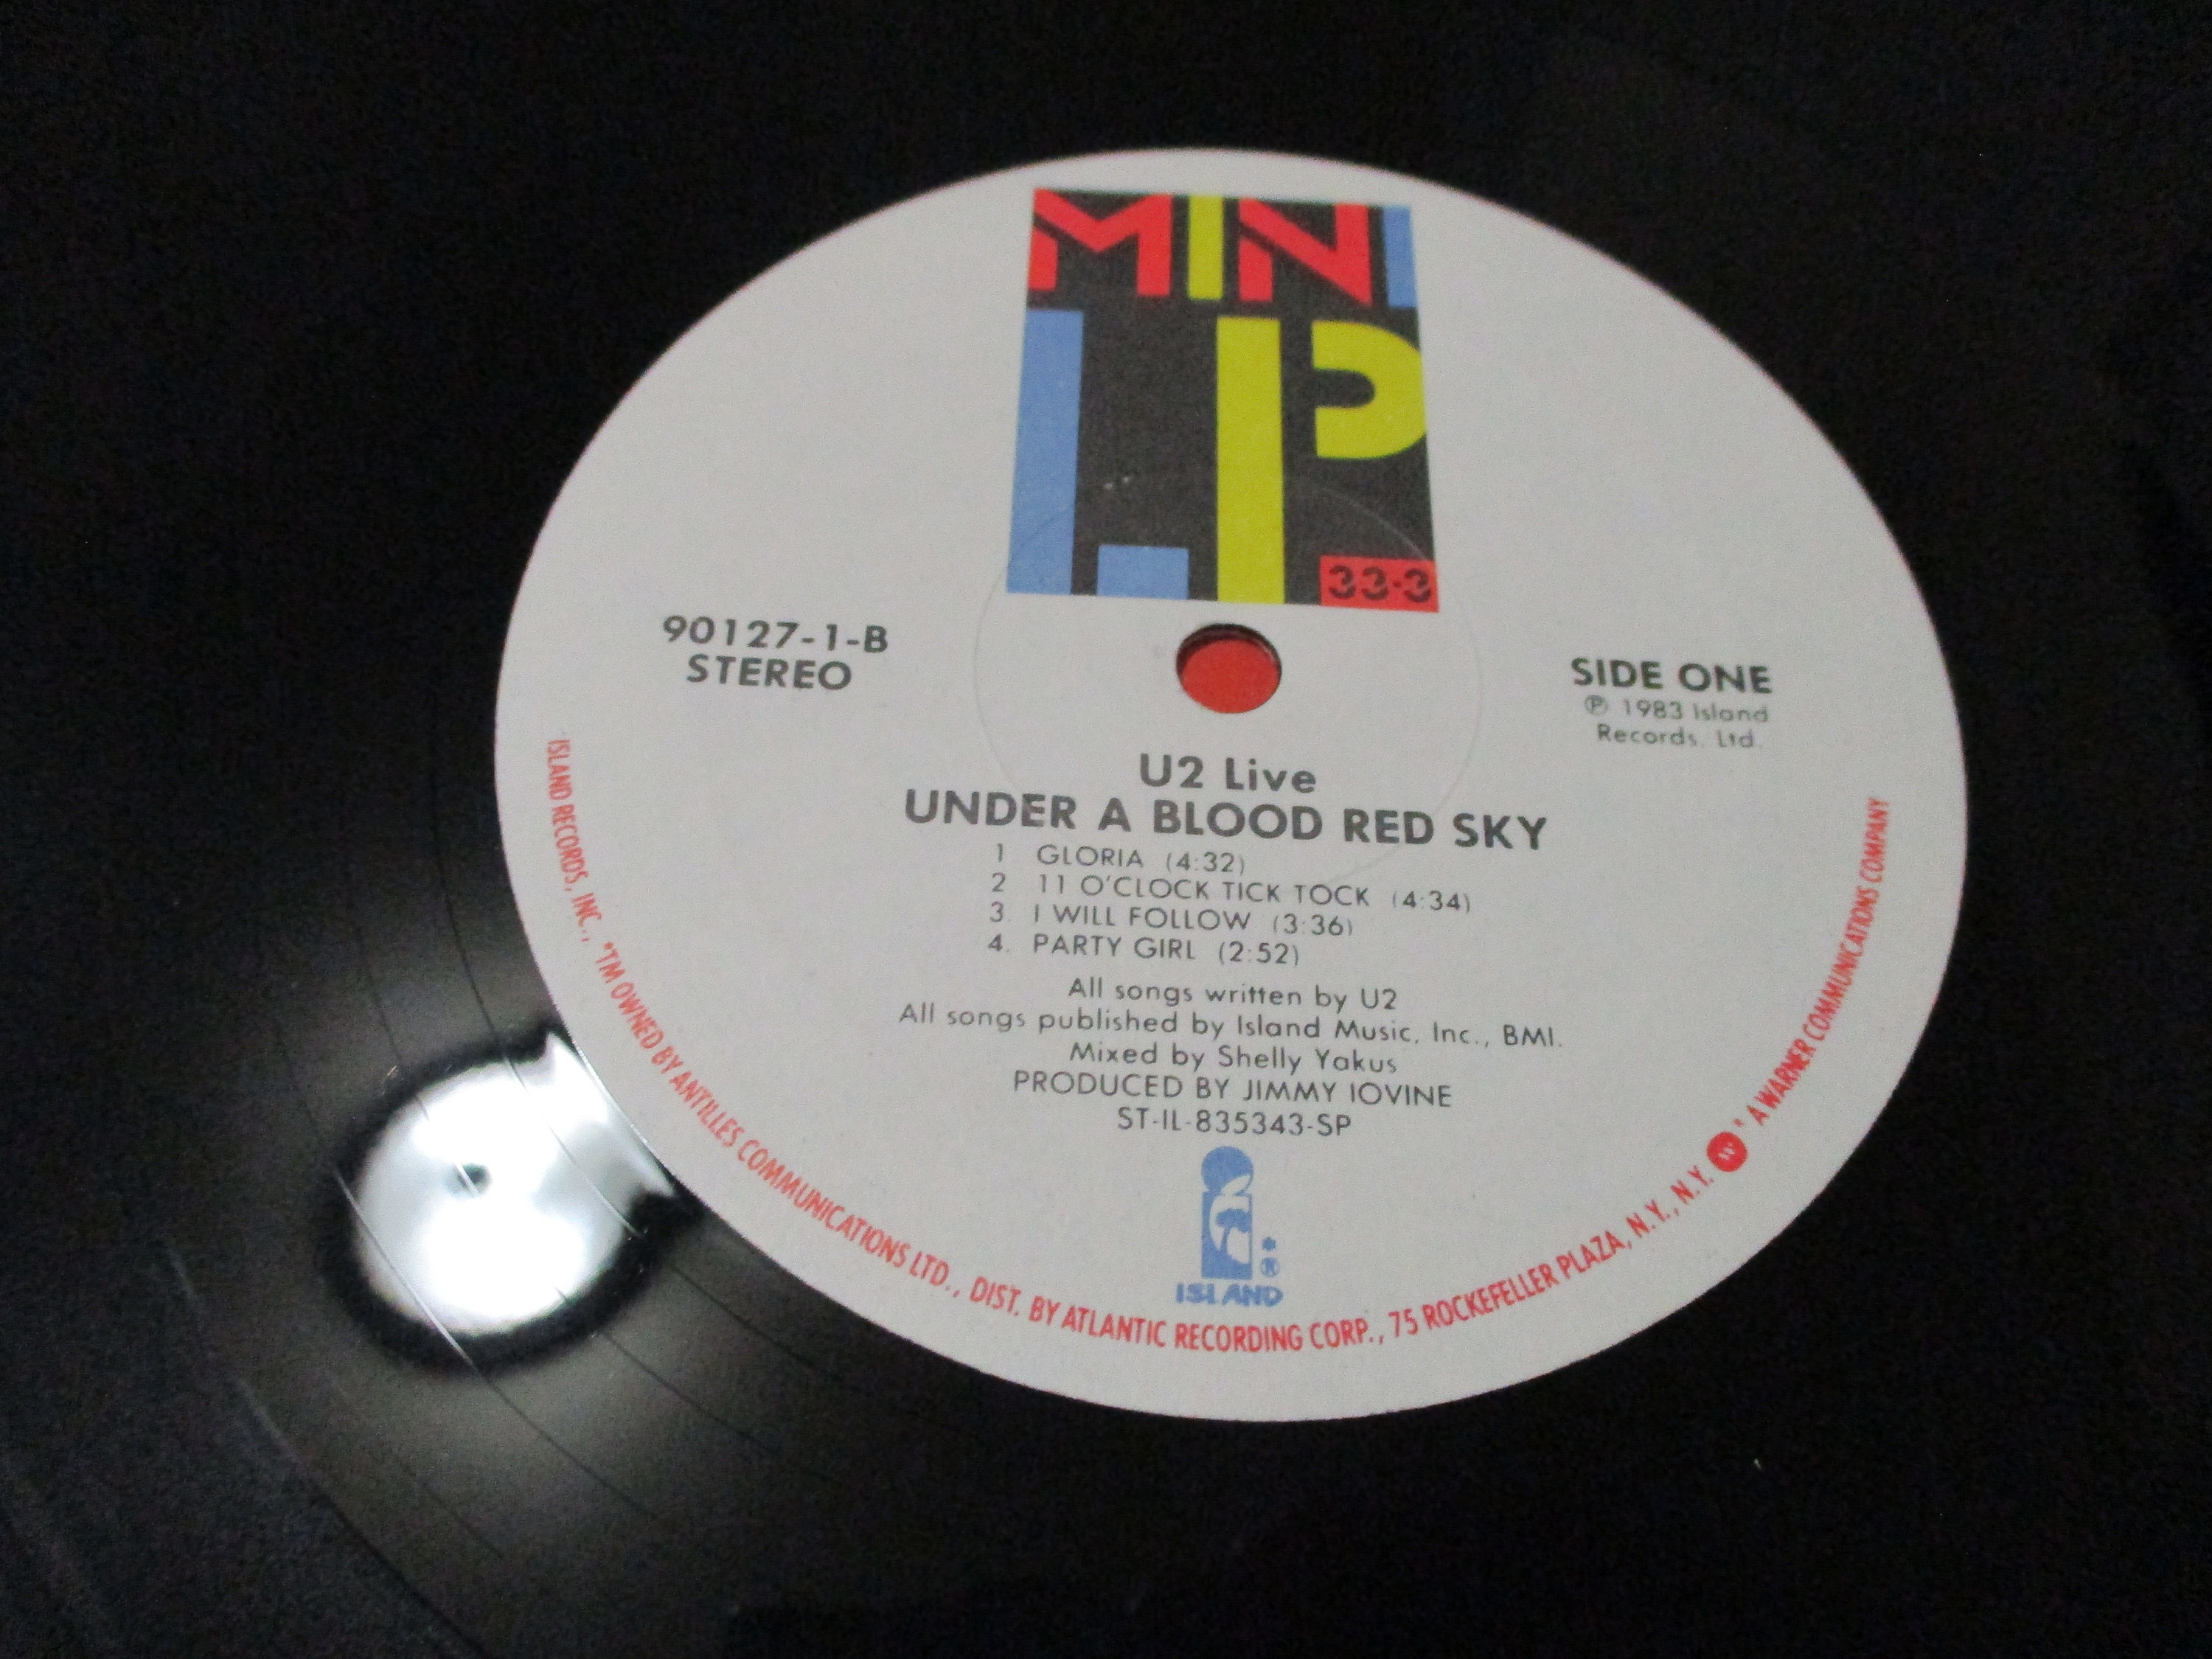 MINI
LP
33·3
90127-1-B
STEREO
SIDE ONE
℗ 1983 Island
Records, Ltd.
U2 Live
UNDER A BLOOD RED SKY
1 GLORIA (4:32)
2 11 O'CLOCK TICK TOCK (4:34)
3. I WILL FOLLOW (3:36)
4. PARTY GIRL (2:52)
All songs written by U2
All songs published by Island Music, Inc., BMI.
Mixed by Shelly Yakus
PRODUCED BY JIMMY IOVINE
ST-IL-835343-SP
ISLAND
ISLAND RECORDS, INC., *TM OWNED BY ANTILLES COMMUNICATIONS LTD., DIST. BY ATLANTIC RECORDING CORP., 75 ROCKEFELLER PLAZA, N.Y., N.Y. W * A WARNER COMMUNICATIONS COMPANY